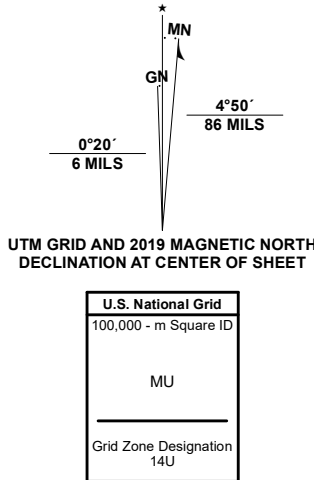 MN
GN
4°50´
86 MILS
0°20´
6 MILS
UTM GRID AND 2019 MAGNETIC NORTH
DECLINATION AT CENTER OF SHEET
U.S. National Grid
100,000 - m Square ID
MU
Grid Zone Designation
14U